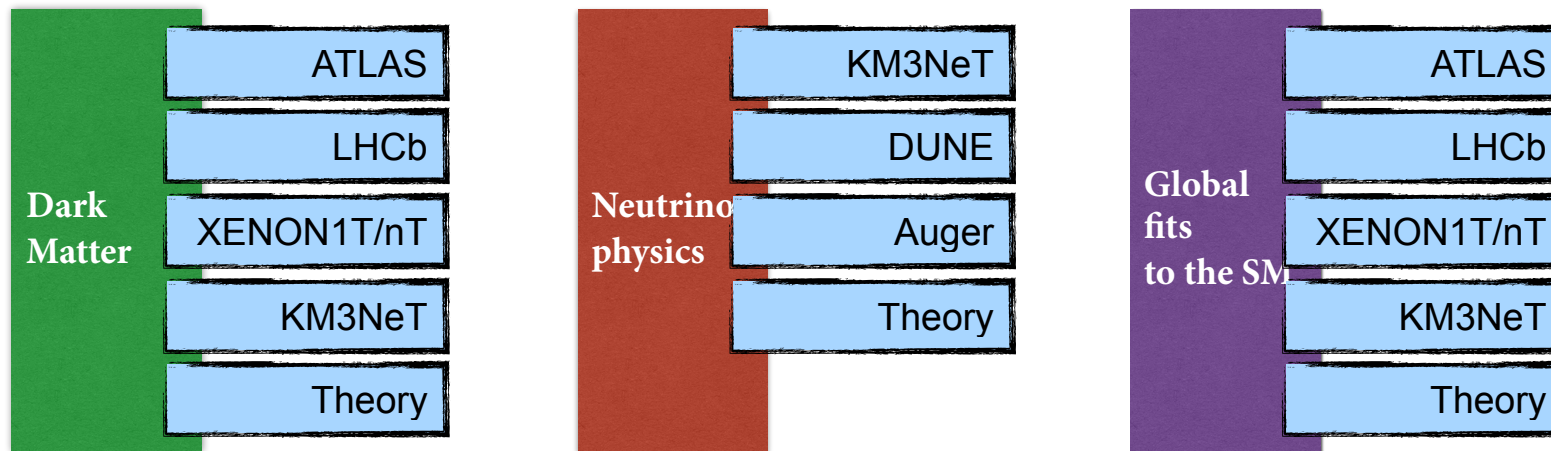 Dark
Matter
ATLAS
LHCb
XENON1T/nT
KM3NeT
Theory
Neutrino
physics
KM3NeT
DUNE
Auger
Theory
Global
fits
to the SM
ATLAS
LHCb
XENON1T/nT
KM3NeT
Theory